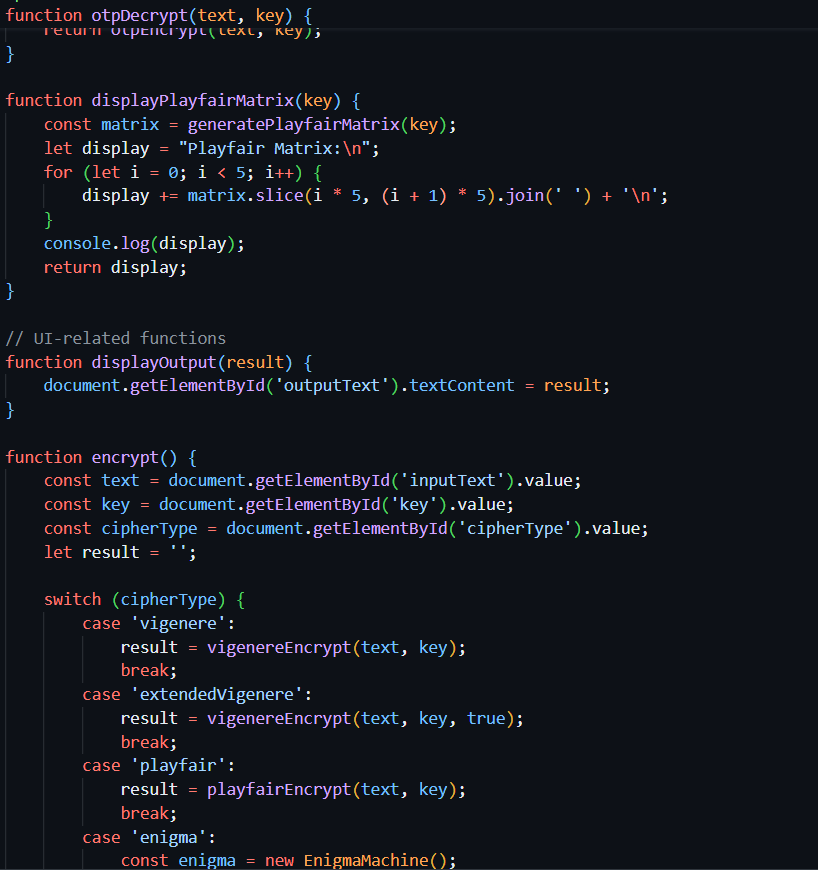 function otpDecrypt(text, key) {
    return otpEncrypt(text, key);
}

function displayPlayfairMatrix(key) {
    const matrix = generatePlayfairMatrix(key);
    let display = "Playfair Matrix:\n";
    for (let i = 0; i < 5; i++) {
        display += matrix.slice(i * 5, (i + 1) * 5).join(' ') + '\n';
    }
    console.log(display);
    return display;
}

// UI-related functions
function displayOutput(result) {
    document.getElementById('outputText').textContent = result;
}

function encrypt() {
    const text = document.getElementById('inputText').value;
    const key = document.getElementById('key').value;
    const cipherType = document.getElementById('cipherType').value;
    let result = '';

    switch (cipherType) {
        case 'vigenere':
            result = vigenereEncrypt(text, key);
            break;
        case 'extendedVigenere':
            result = vigenereEncrypt(text, key, true);
            break;
        case 'playfair':
            result = playfairEncrypt(text, key);
            break;
        case 'enigma':
            const enigma = new EnigmaMachine();